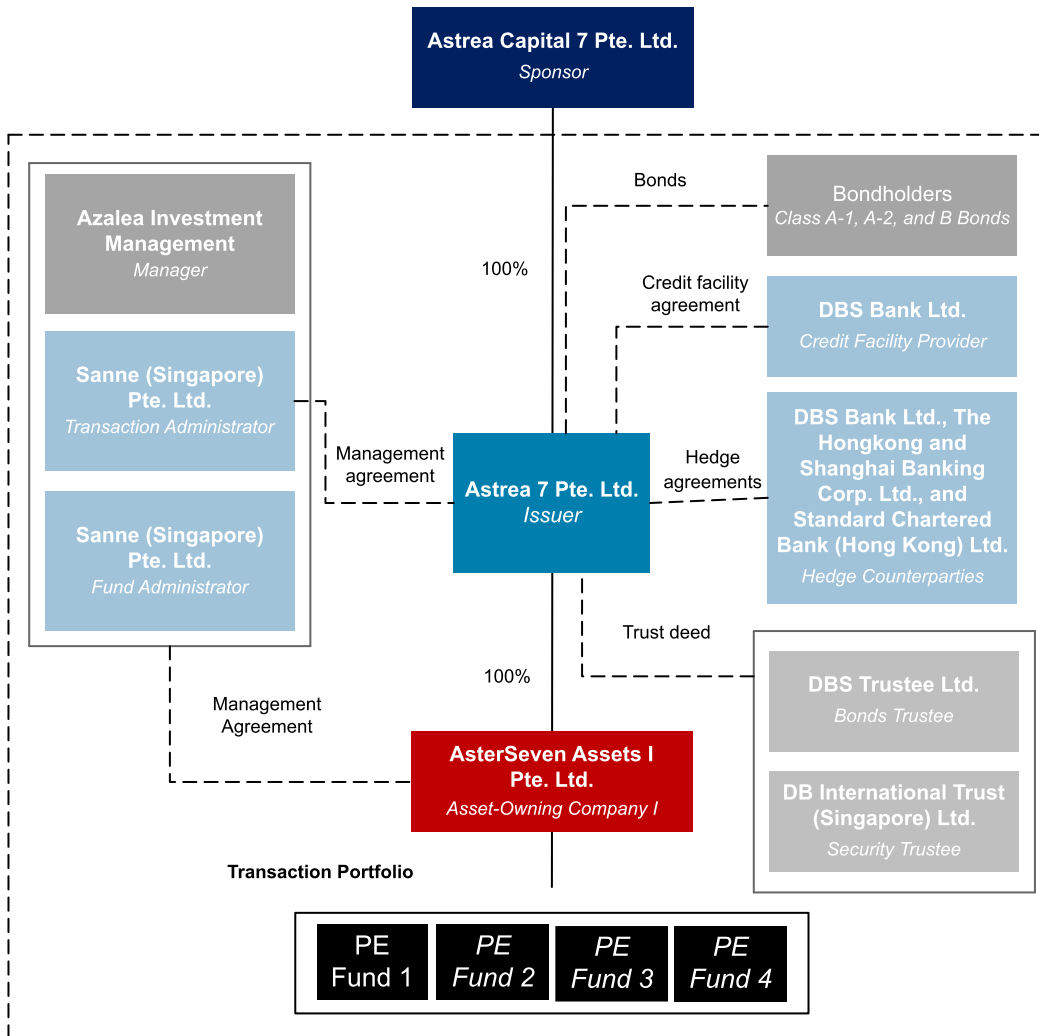 Astrea Capital 7 Pte. Ltd.
Sponsor
Azalea Investment
Management
Manager
Sanne (Singapore)
Pte. Ltd.
Transaction Administrator
Sanne (Singapore)
Pte. Ltd.
Fund Administrator
Management
agreement
Management
Agreement
100%
Astrea 7 Pte. Ltd.
Issuer
100%
AsterSeven Assets I
Pte. Ltd.
Asset-Owning Company I
Bonds
Bondholders
Class A-1, A-2, and B Bonds
Credit facility
agreement
DBS Bank Ltd.
Credit Facility Provider
Hedge
agreements
DBS Bank Ltd., The
Hongkong and
Shanghai Banking
Corp. Ltd., and
Standard Chartered
Bank (Hong Kong) Ltd.
Hedge Counterparties
Trust deed
DBS Trustee Ltd.
Bonds Trustee
DB International Trust
(Singapore) Ltd.
Security Trustee
Transaction Portfolio
PE
Fund 1
PE
Fund 2
PE
Fund 3
PE
Fund 4